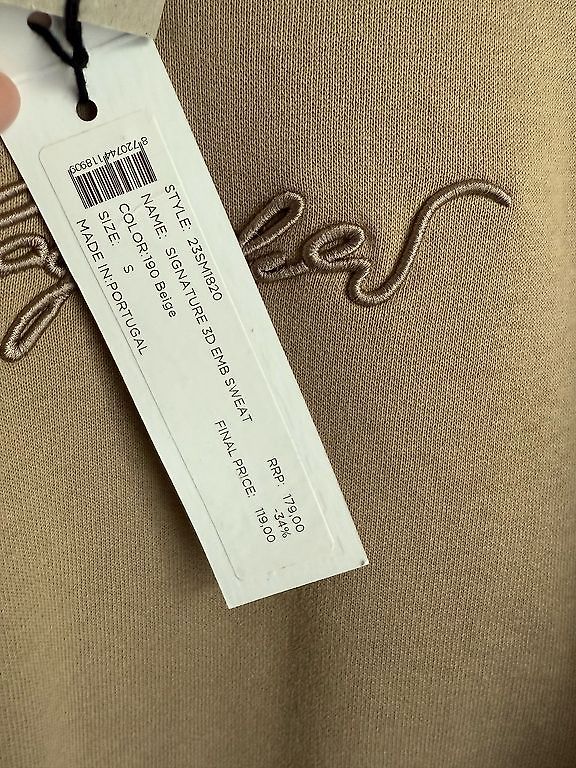 8720744118909
STYLE: 23SM1820
NAME: SIGNATURE 3D EMB SWEAT
COLOR:190 Beige
SIZE: S
MADE IN:PORTUGAL
RRP: 179,00
-34%
FINAL PRICE: 119,00